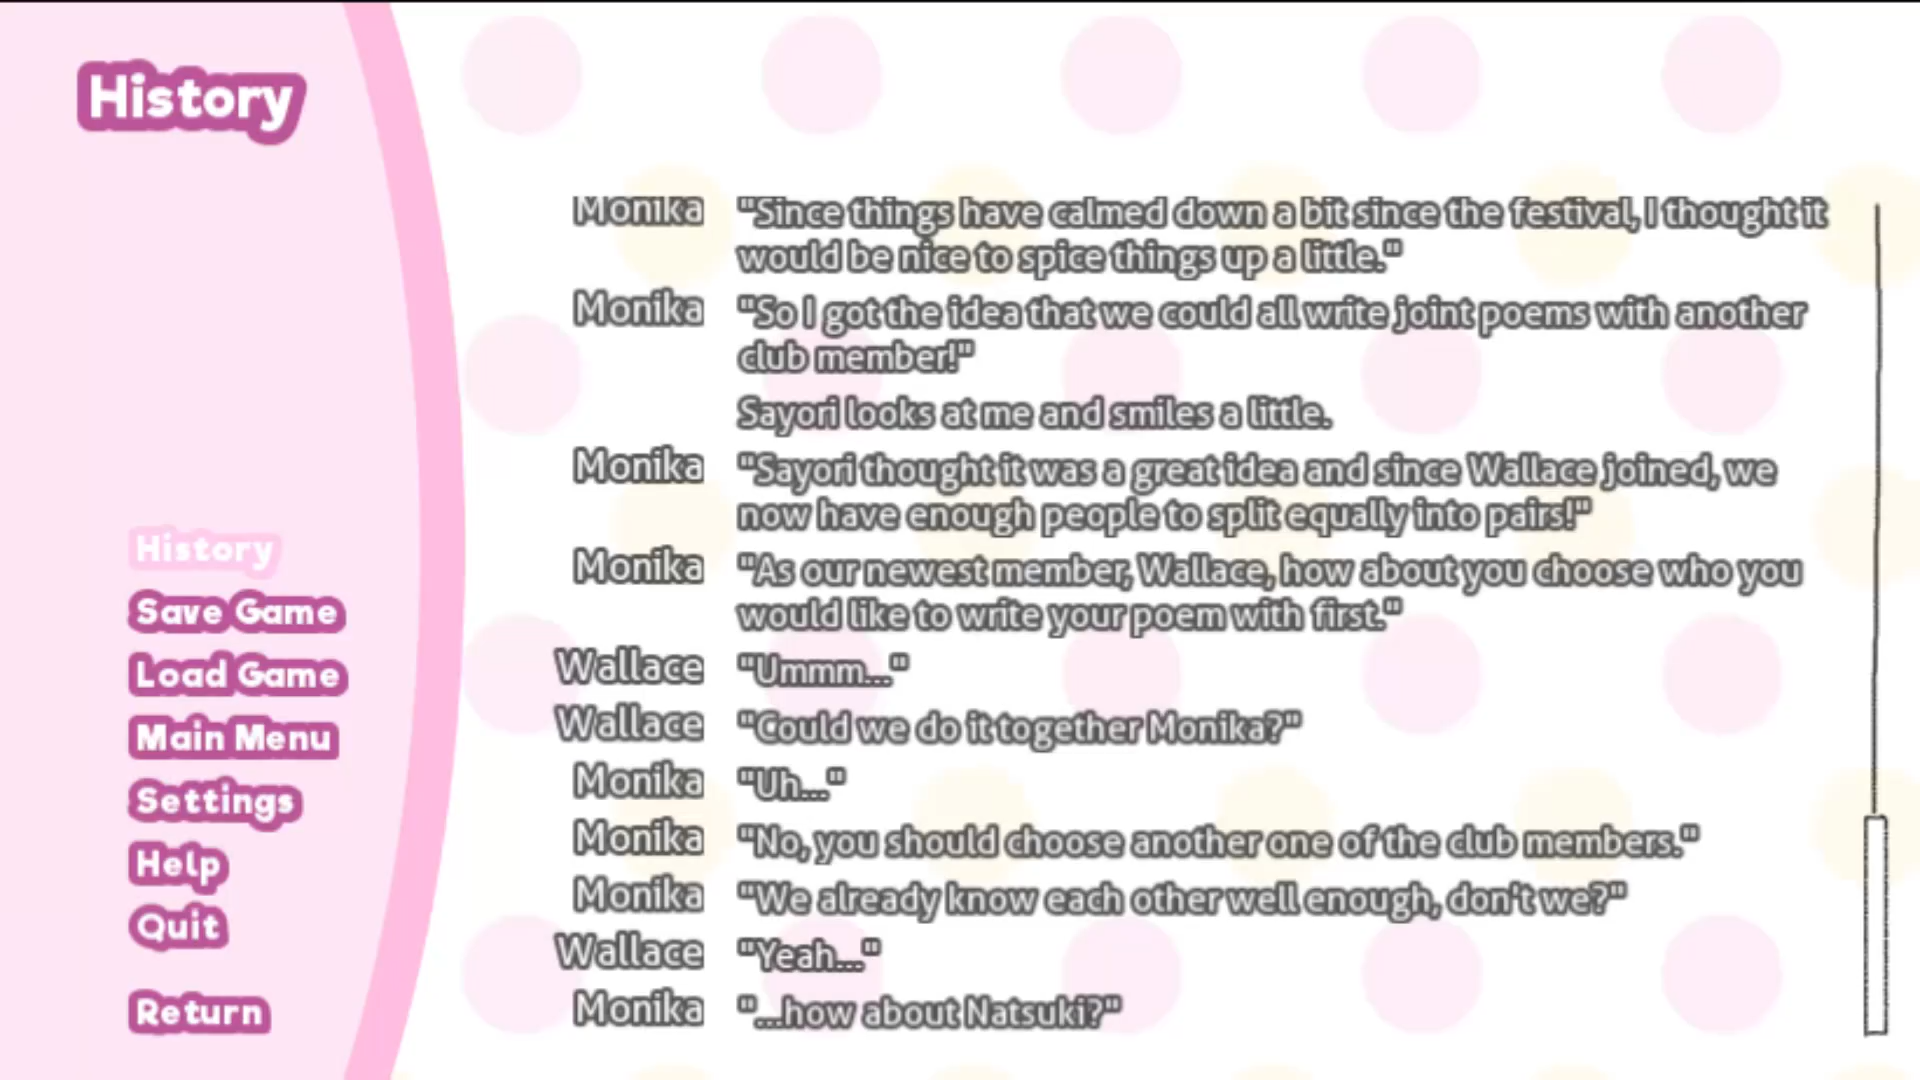 History
Monika "Since things have calmed down a bit since the festival, I thought it
would be nice to spice things up a little."
Monika "So I got the idea that we could all write joint poems with another
club member!"
Sayori looks at me and smiles a little.
Monika "Sayori thought it was a great idea and since Wallace joined, we
now have enough people to split equally into pairs!"
Monika "As our newest member, Wallace, how about you choose who you
would like to write your poem with first."
Wallace "Ummm..."
Wallace "Could we do it together Monika?"
Monika "Uh..."
Monika "No, you should choose another one of the club members."
Monika "We already know each other well enough, don't we?"
Wallace "Yeah..."
Monika "...how about Natsuki?"
History
Save Game
Load Game
Main Menu
Settings
Help
Quit
Return